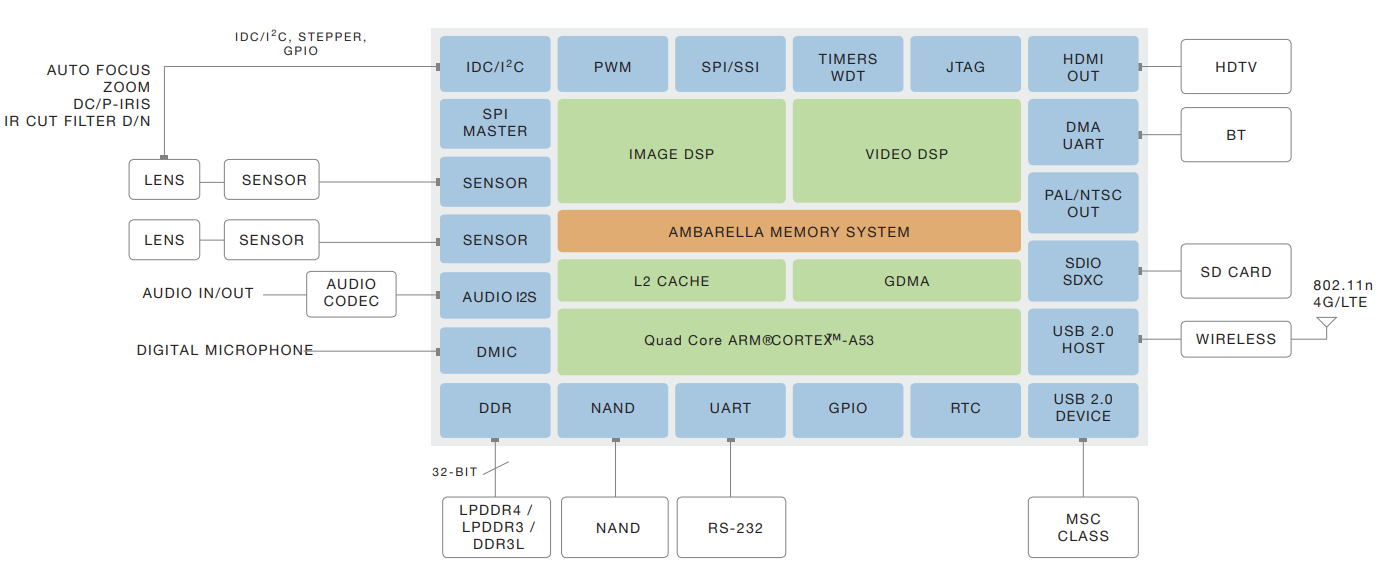 IDC/I²C, STEPPER,
GPIO
AUTO FOCUS
ZOOM
DC/P-IRIS
IR CUT FILTER D/N
IDC/I²C
PWM
SPI/SSI
TIMERS
WDT
JTAG
HDMI
OUT
HDTV
SPI
MASTER
IMAGE DSP
VIDEO DSP
DMA
UART
BT
LENS
SENSOR
SENSOR
PAL/NTSC
OUT
LENS
SENSOR
SENSOR
AMBARELLA MEMORY SYSTEM
AUDIO IN/OUT
AUDIO
CODEC
AUDIO I2S
L2 CACHE
GDMA
SDIO
SDXC
SD CARD
802.11n
4G/LTE
DIGITAL MICROPHONE
DMIC
Quad Core ARM®CORTEX™-A53
USB 2.0
HOST
WIRELESS
DDR
NAND
UART
GPIO
RTC
USB 2.0
DEVICE
32-BIT
LPDDR4 /
LPDDR3 /
DDR3L
NAND
RS-232
MSC
CLASS